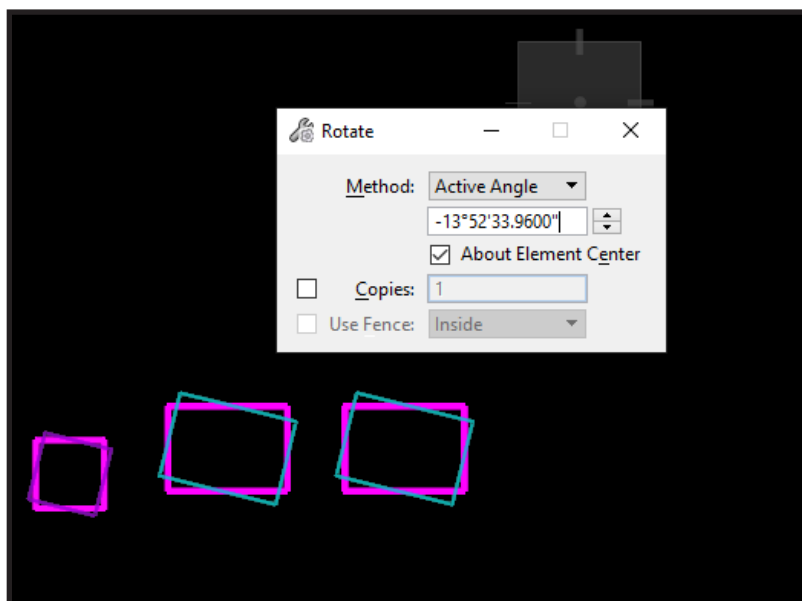 Rotate
Method: Active Angle
-13°52'33.9600"
About Element Center
Copies: 1
Use Fence: Inside